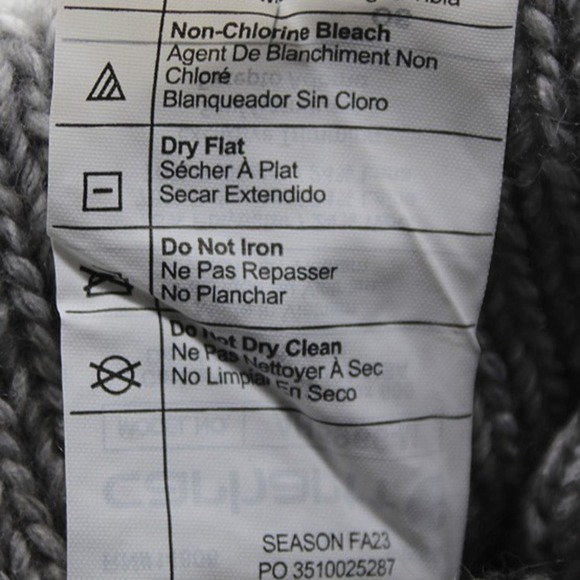 Non-Chlorine Bleach
Agent De Blanchiment Non
Chloré
Blanqueador Sin Cloro
Dry Flat
Sécher À Plat
Secar Extendido
Do Not Iron
Ne Pas Repasser
No Planchar
Do Not Dry Clean
Ne Pas Nettoyer À Sec
No Limpiar En Seco
SEASON FA23
PO 3510025287